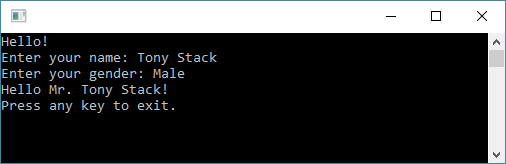 Hello!
Enter your name: Tony Stack
Enter your gender: Male
Hello Mr. Tony Stack!
Press any key to exit.